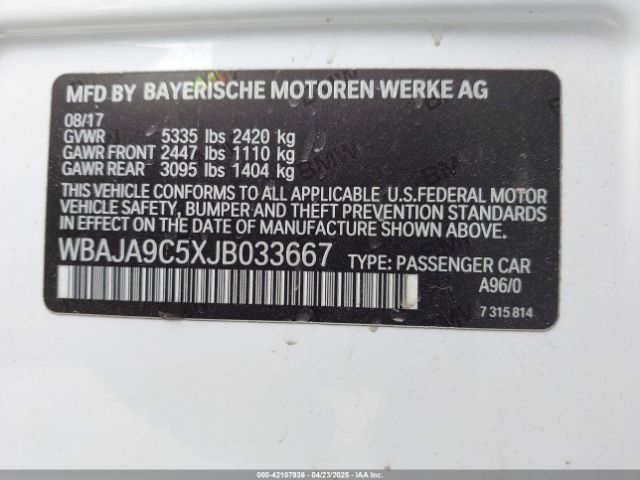 MFD BY BAYERISCHE MOTOREN WERKE AG
08/17
GVWR 5335 lbs 2420 kg
GAWR FRONT 2447 lbs 1110 kg
GAWR REAR 3095 lbs 1404 kg
THIS VEHICLE CONFORMS TO ALL APPLICABLE U.S.FEDERAL MOTOR
VEHICLE SAFETY, BUMPER AND THEFT PREVENTION STANDARDS
IN EFFECT ON THE DATE OF MANUFACTURE SHOWN ABOVE.
WBAJA9C5XJB033667 TYPE: PASSENGER CAR
A96/0
7 315 814
000-42107936 - 04/23/2025 - IAAI.COM